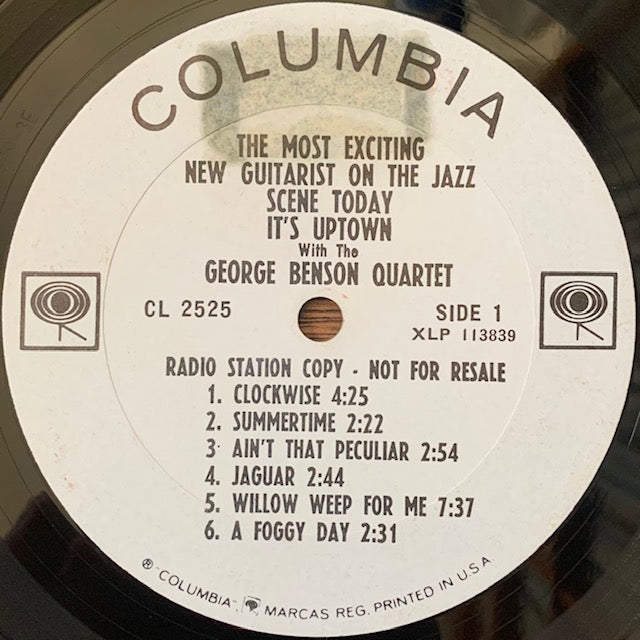 COLUMBIA
THE MOST EXCITING
NEW GUITARIST ON THE JAZZ
SCENE TODAY
IT'S UPTOWN
With The
GEORGE BENSON QUARTET
CL 2525
SIDE 1
XLP 113839
RADIO STATION COPY - NOT FOR RESALE
1. CLOCKWISE 4:25
2. SUMMERTIME 2:22
3 AIN'T THAT PECULIAR 2:54
4. JAGUAR 2:44
5. WILLOW WEEP FOR ME 7:37
6. A FOGGY DAY 2:31
® "COLUMBIA", MARCAS REG. PRINTED IN U.S.A.